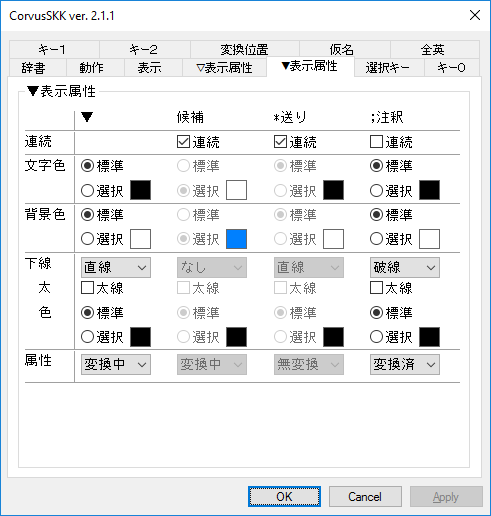 CorvusSKK ver. 2.1.1
キー1 キー2 変換位置 仮名 全英
辞書 動作 表示 ▽表示属性 ▼表示属性 選択キー キー0
▼表示属性
▼ 候補 *送り ;注釈
連続 連続 連続 連続
文字色 標準 標準 標準 標準
選択 選択 選択 選択
背景色 標準 標準 標準 標準
選択 選択 選択 選択
下線 直線 なし 直線 破線
太 太線 太線 太線 太線
色 標準 標準 標準 標準
選択 選択 選択 選択
属性 変換中 変換中 無変換 変換済
OK Cancel Apply